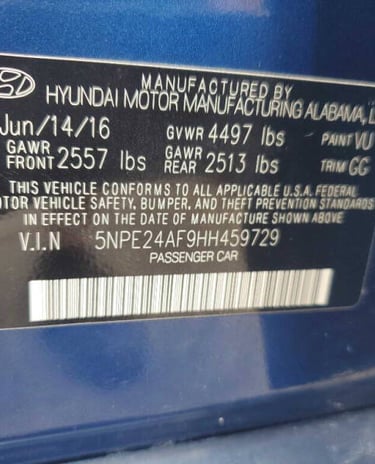 MANUFACTURED BY
HYUNDAI MOTOR MANUFACTURING ALABAMA,
Jun/14/16 GVWR 4497 lbs PAINT VU
GAWR FRONT 2557 lbs GAWR REAR 2513 lbs TRIM GG
THIS VEHICLE CONFORMS TO ALL APPLICABLE U.S.A. FEDERAL
OTOR VEHICLE SAFETY, BUMPER, AND THEFT PREVENTION STANDARDS
IN EFFECT ON THE DATE OF MANUFACTURE SHOWN ABOVE
V.I.N 5NPE24AF9HH459729
PASSENGER CAR